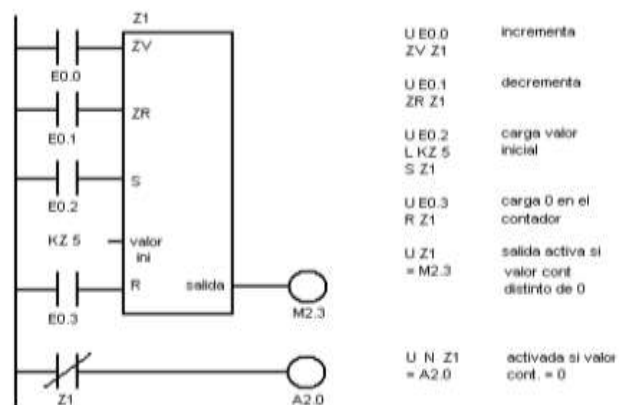 Z1
ZV
E0.0
ZR
E0.1
S
E0.2
KZ 5
valor
ini
R
salida
E0.3
M2.3
Z1
A2.0
U E0.0 incrementa
ZV Z1
U E0.1 decrementa
ZR Z1
U E0.2 carga valor
L KZ 5 inicial
S Z1
U E0.3 carga 0 en el
R Z1 contador
U Z1 salida activa si
= M2.3 valor cont
distinto de 0
U N Z1 activada si valor
= A2.0 cont. = 0